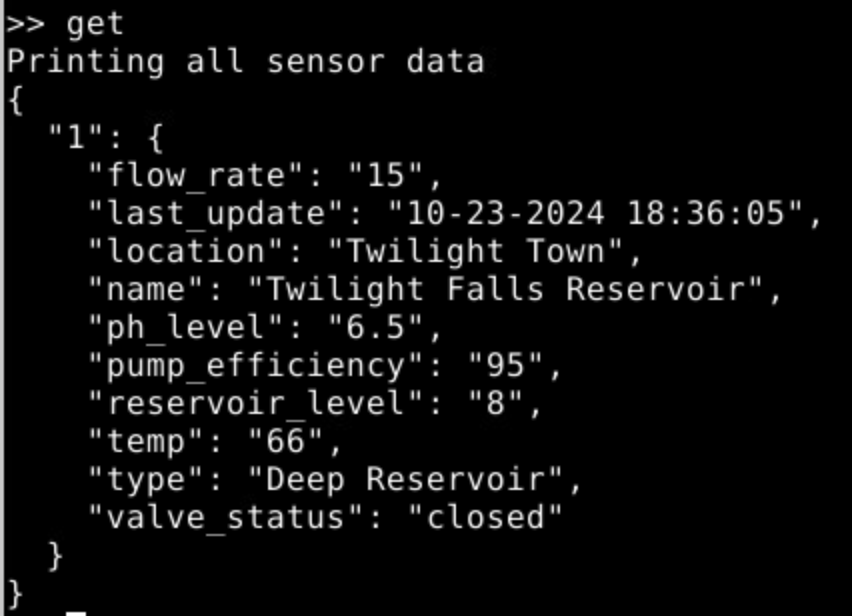 >> get
Printing all sensor data
{
  "1": {
    "flow_rate": "15",
    "last_update": "10-23-2024 18:36:05",
    "location": "Twilight Town",
    "name": "Twilight Falls Reservoir",
    "ph_level": "6.5",
    "pump_efficiency": "95",
    "reservoir_level": "8",
    "temp": "66",
    "type": "Deep Reservoir",
    "valve_status": "closed"
  }
}